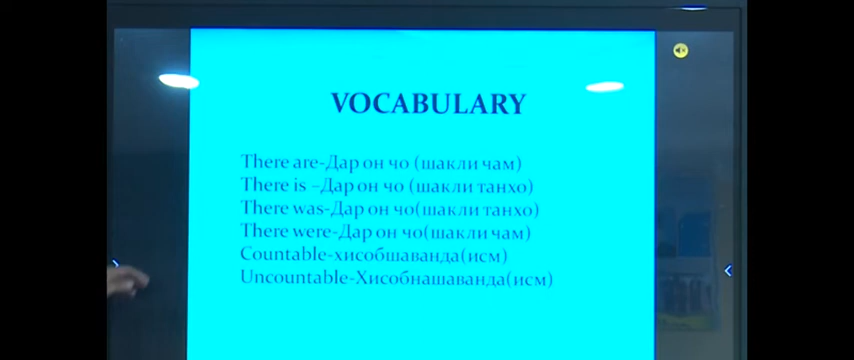 VOCABULARY
There are-Дар он чо (шакли чам)
There is –Дар он чо (шакли танхо)
There was-Дар он чо(шакли танхо)
There were-Дар он чо(шакли чам)
Countable-хисобшаванда(исм)
Uncountable-Хисобнашаванда(исм)